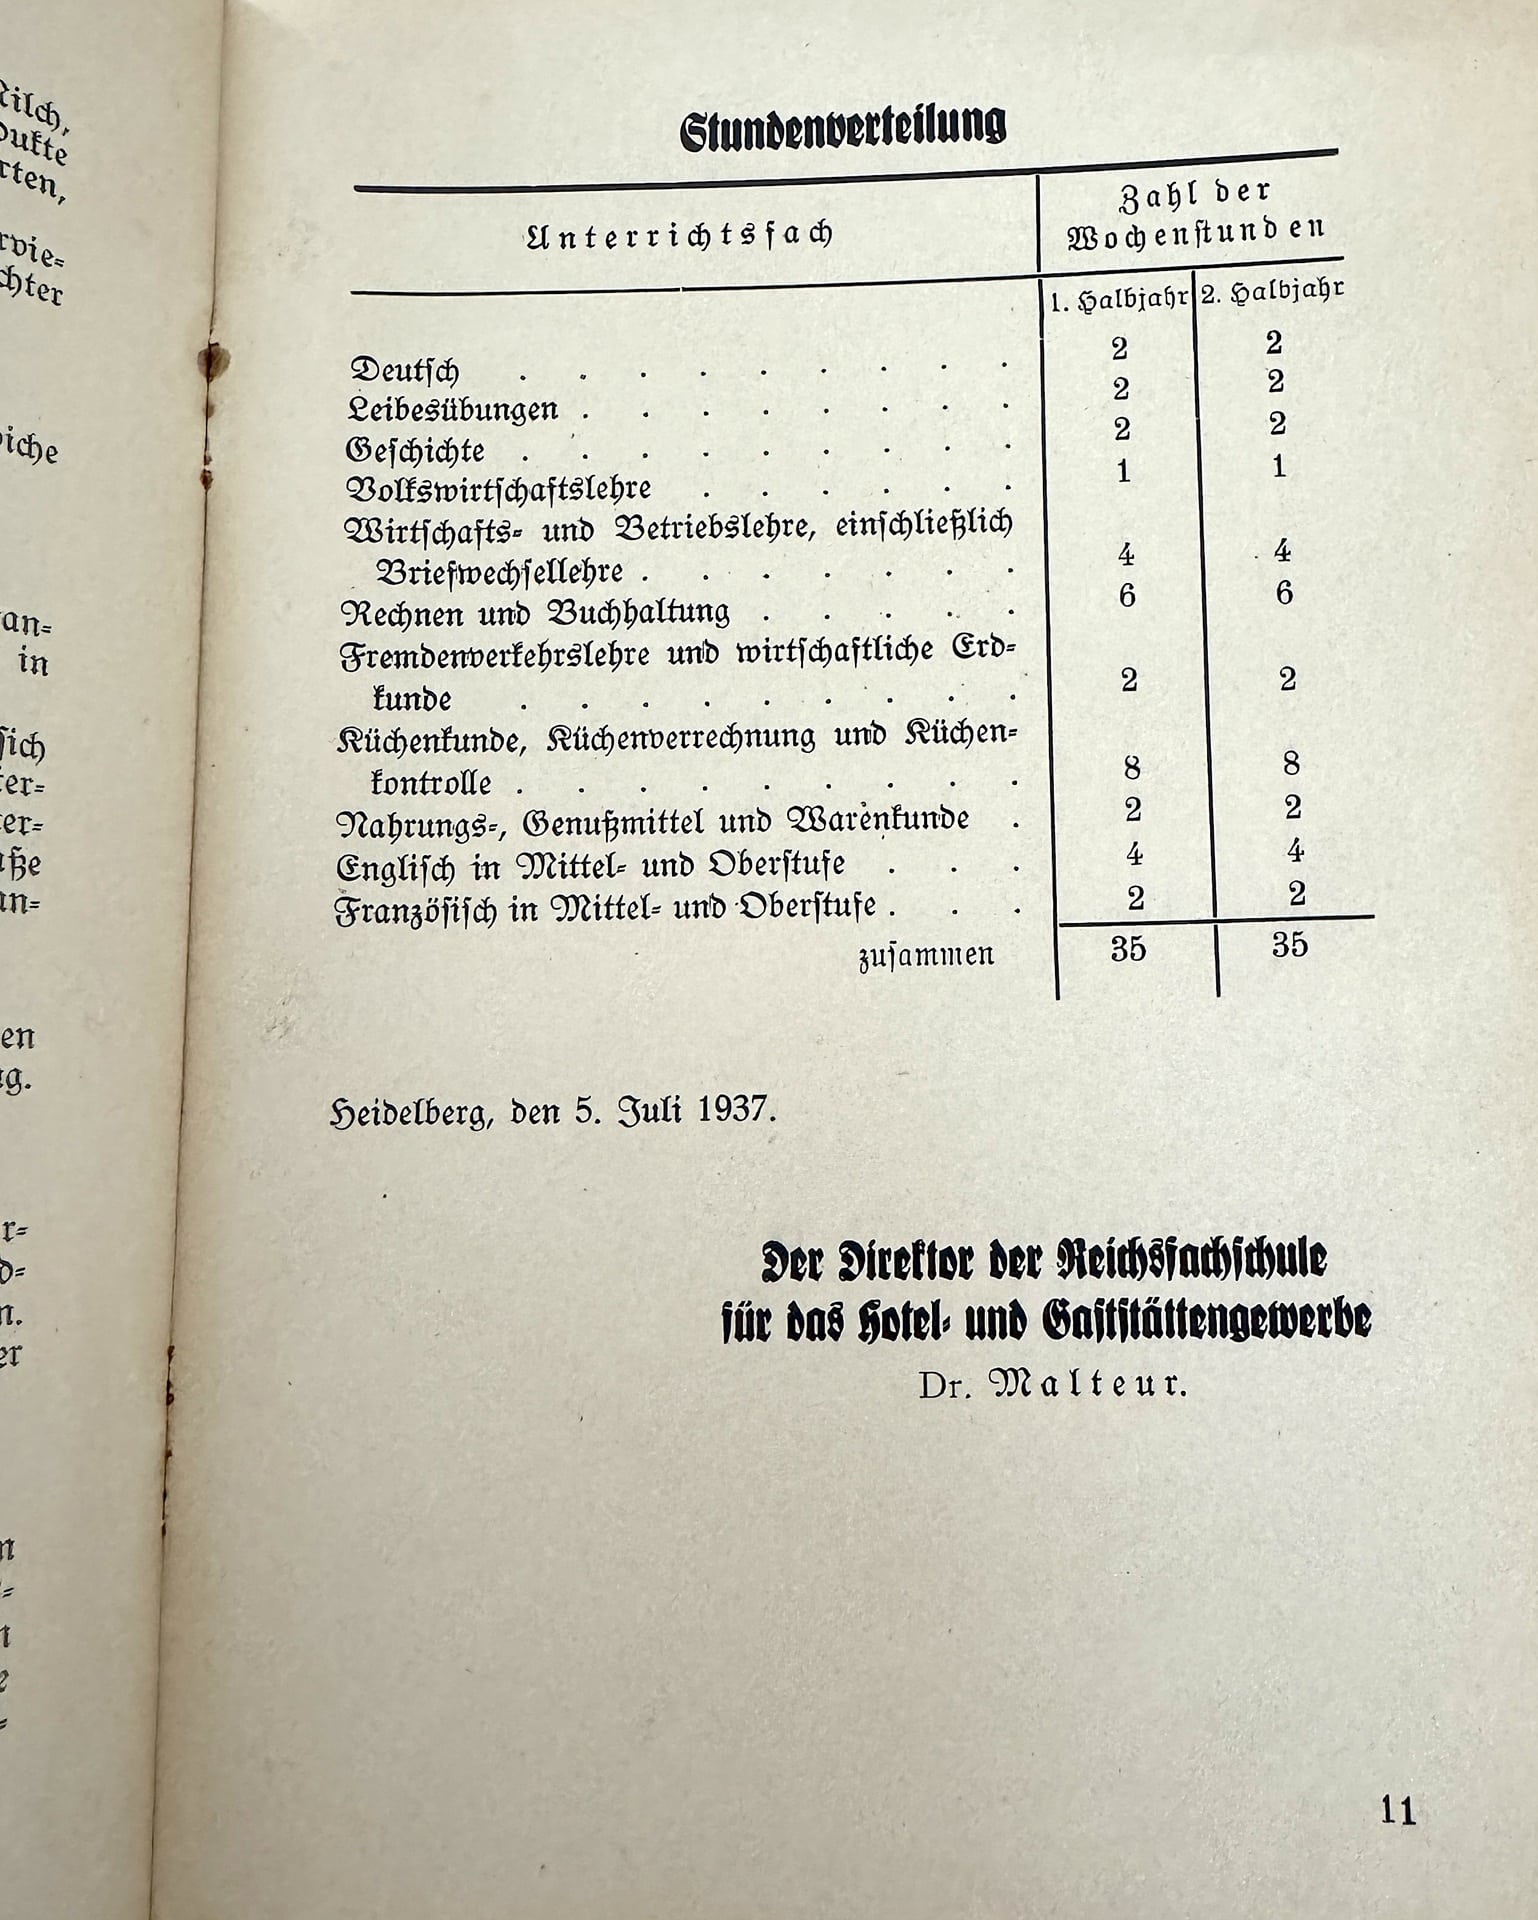 Stundenverteilung
Unterrichtsfach
Zahl der
Wochenstunden
1. Halbjahr 2. Halbjahr
Deutsch . . . . . . . . . 2 2
Leibesübungen . . . . . . . . 2 2
Geschichte . . . . . . . . . 2 2
Volkswirtschaftslehre . . . . . . 1 1
Wirtschafts- und Betriebslehre, einschließlich
Briefwechsellehre . . . . . . . 4 4
Rechnen und Buchhaltung . . . . . 6 6
Fremdenverkehrslehre und wirtschaftliche Erd-
kunde . . . . . . . . . 2 2
Küchenkunde, Küchenverrechnung und Küchen-
kontrolle . . . . . . . . . 8 8
Nahrungs-, Genußmittel und Warenkunde . 2 2
Englisch in Mittel- und Oberstufe . . . 4 4
Französisch in Mittel- und Oberstufe . . . 2 2
zusammen 35 35
Heidelberg, den 5. Juli 1937.
Der Direktor der Reichsfachschule
für das Hotel- und Gaststättengewerbe
Dr. Malteur.
11